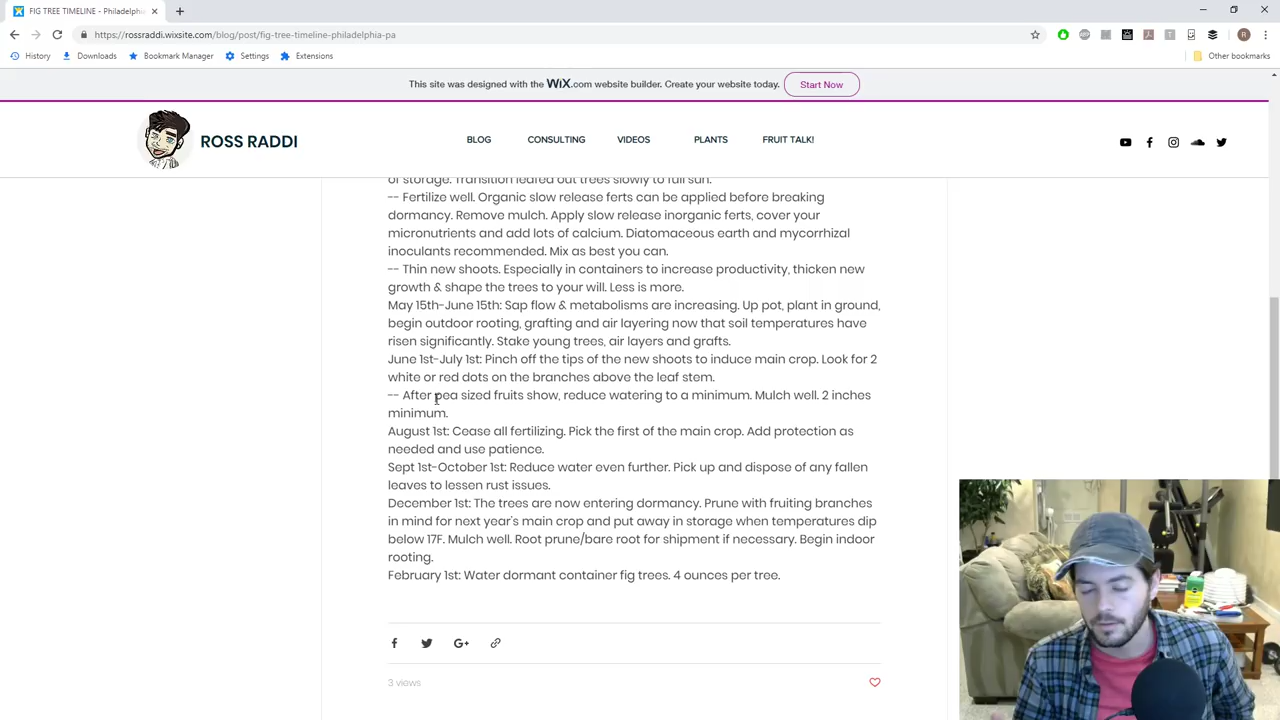 FIG TREE TIMELINE - Philadelphi
https://rossraddi.wixsite.com/blog/post/fig-tree-timeline-philadelphia-pa
History Downloads Bookmark Manager Settings Extensions Other bookmarks
This site was designed with the WiX.com website builder. Create your website today. Start Now
ROSS RADDI BLOG CONSULTING VIDEOS PLANTS FRUIT TALK!
of storage. Transition leafed out trees slowly to full sun.
-- Fertilize well. Organic slow release ferts can be applied before breaking
dormancy. Remove mulch. Apply slow release inorganic ferts, cover your
micronutrients and add lots of calcium. Diatomaceous earth and mycorrhizal
inoculants recommended. Mix as best you can.
-- Thin new shoots. Especially in containers to increase productivity, thicken new
growth & shape the trees to your will. Less is more.
May 15th-June 15th: Sap flow & metabolisms are increasing. Up pot, plant in ground,
begin outdoor rooting, grafting and air layering now that soil temperatures have
risen significantly. Stake young trees, air layers and grafts.
June 1st-July 1st: Pinch off the tips of the new shoots to induce main crop. Look for 2
white or red dots on the branches above the leaf stem.
-- After pea sized fruits show, reduce watering to a minimum. Mulch well. 2 inches
minimum.
August 1st: Cease all fertilizing. Pick the first of the main crop. Add protection as
needed and use patience.
Sept 1st-October 1st: Reduce water even further. Pick up and dispose of any fallen
leaves to lessen rust issues.
December 1st: The trees are now entering dormancy. Prune with fruiting branches
in mind for next year's main crop and put away in storage when temperatures dip
below 17F. Mulch well. Root prune/bare root for shipment if necessary. Begin indoor
rooting.
February 1st: Water dormant container fig trees. 4 ounces per tree.
3 views